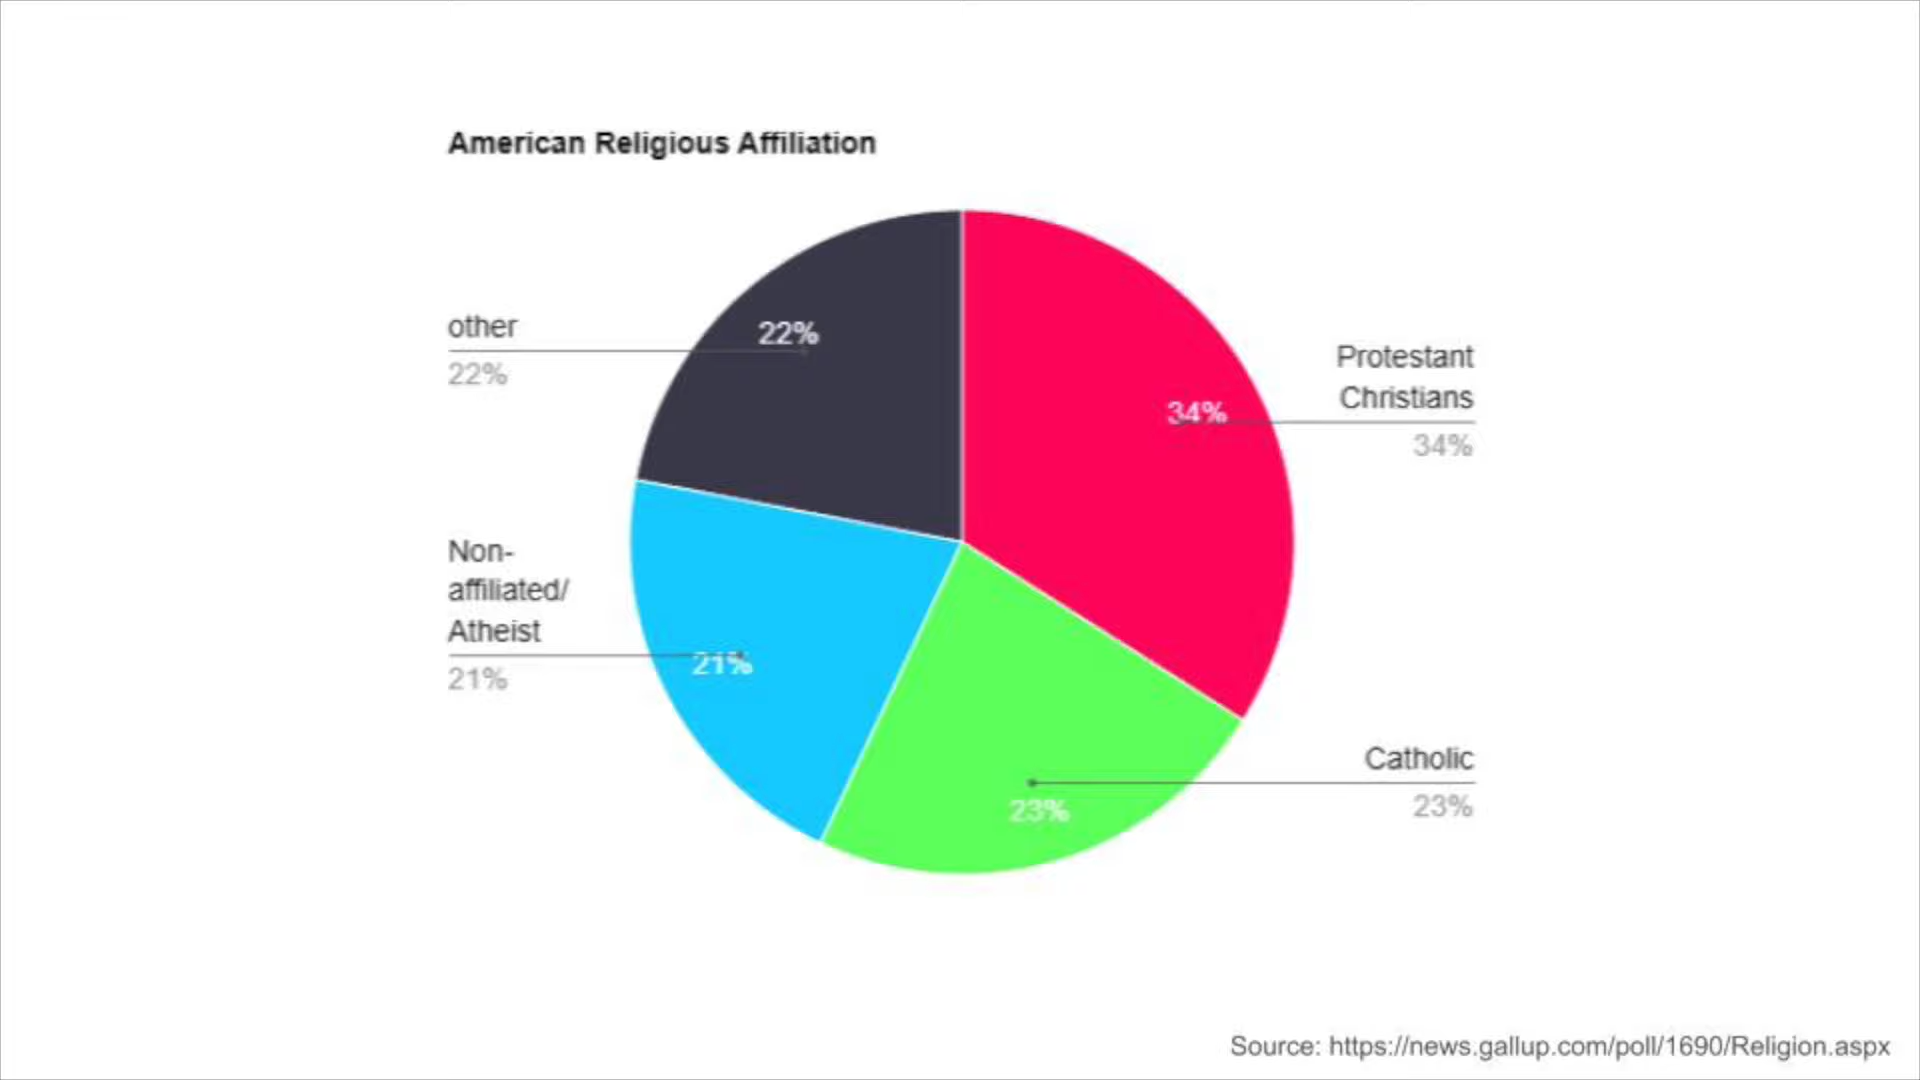 American Religious Affiliation
other
22%
22%
Non-
affiliated/
Atheist
21%
21%
34%
Protestant
Christians
34%
23%
Catholic
23%
Source: https://news.gallup.com/poll/1690/Religion.aspx